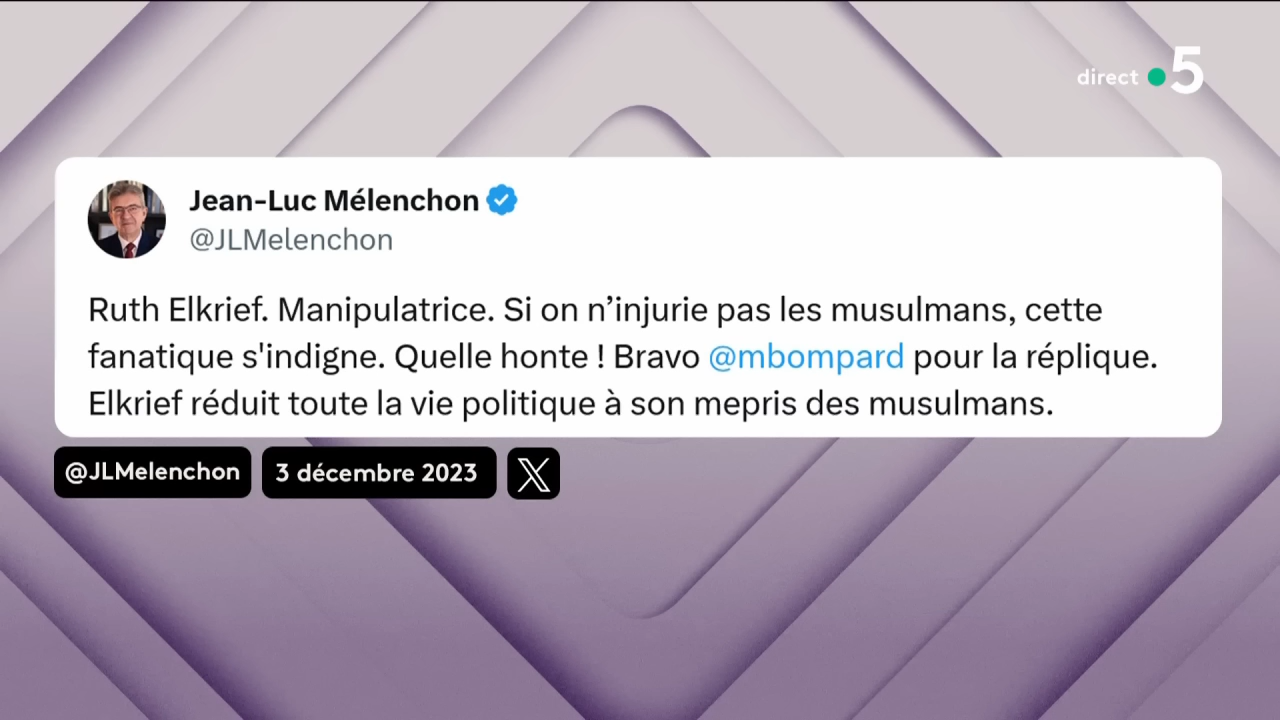 direct 5
Jean-Luc Mélenchon
@JLMelenchon
Ruth Elkrief. Manipulatrice. Si on n’injurie pas les musulmans, cette
fanatique s'indigne. Quelle honte ! Bravo @mbompard pour la réplique.
Elkrief réduit toute la vie politique à son mepris des musulmans.
@JLMelenchon 3 décembre 2023 X